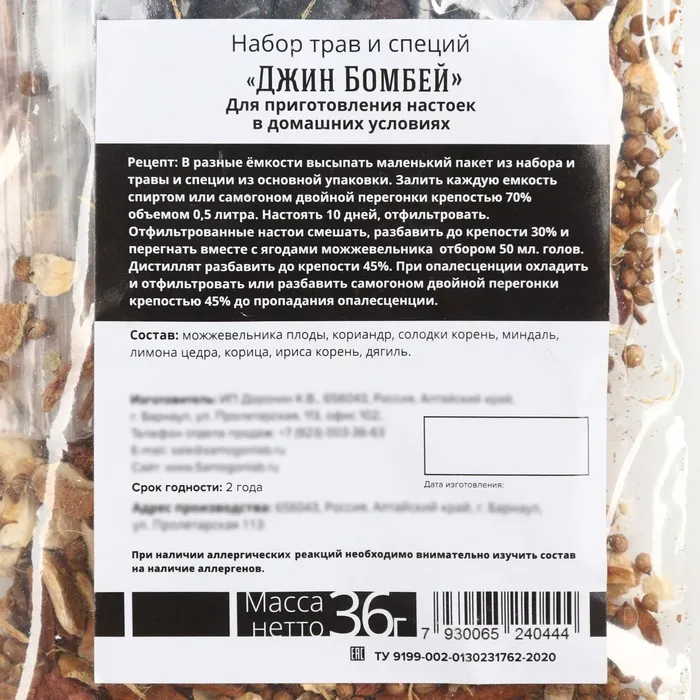 Набор трав и специй
«Джин Бомбей»
Для приготовления настоек
в домашних условиях
Рецепт: В разные ёмкости высыпать маленький пакет из набора и
травы и специи из основной упаковки. Залить каждую емкость
спиртом или самогоном двойной перегонки крепостью 70%
объемом 0,5 литра. Настоять 10 дней, отфильтровать.
Отфильтрованные настои смешать, разбавить до крепости 30% и
перегнать вместе с ягодами можжевельника отбором 50 мл. голов.
Дистиллят разбавить до крепости 45%. При опалесценции охладить
и отфильтровать или разбавить самогоном двойной перегонки
крепостью 45% до пропадания опалесценции.
Состав: можжевельника плоды, кориандр, солодки корень, миндаль,
лимона цедра, корица, ириса корень, дягиль.
Срок годности: 2 года
Дата изготовления:
При наличии аллергических реакций необходимо внимательно изучить состав
на наличие аллергенов.
Масса
нетто 36г
7 930065 240444
ЕАС ТУ 9199-002-0130231762-2020